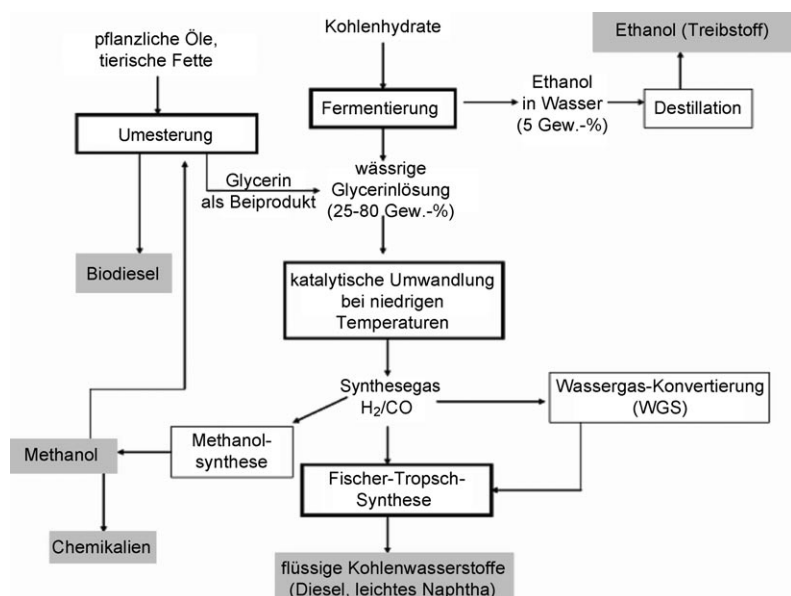 pflanzliche Öle,
tierische Fette
Kohlenhydrate
Ethanol (Treibstoff)
Umesterung
Fermentierung
Ethanol
in Wasser
(5 Gew.-%)
Destillation
Glycerin
als Beiprodukt
wässrige
Glycerinlösung
(25-80 Gew.-%)
Biodiesel
katalytische Umwandlung
bei niedrigen
Temperaturen
Synthesegas
H₂/CO
Wassergas-Konvertierung
(WGS)
Methanol
Methanol-
synthese
Fischer-Tropsch-
Synthese
Chemikalien
flüssige Kohlenwasserstoffe
(Diesel, leichtes Naphtha)